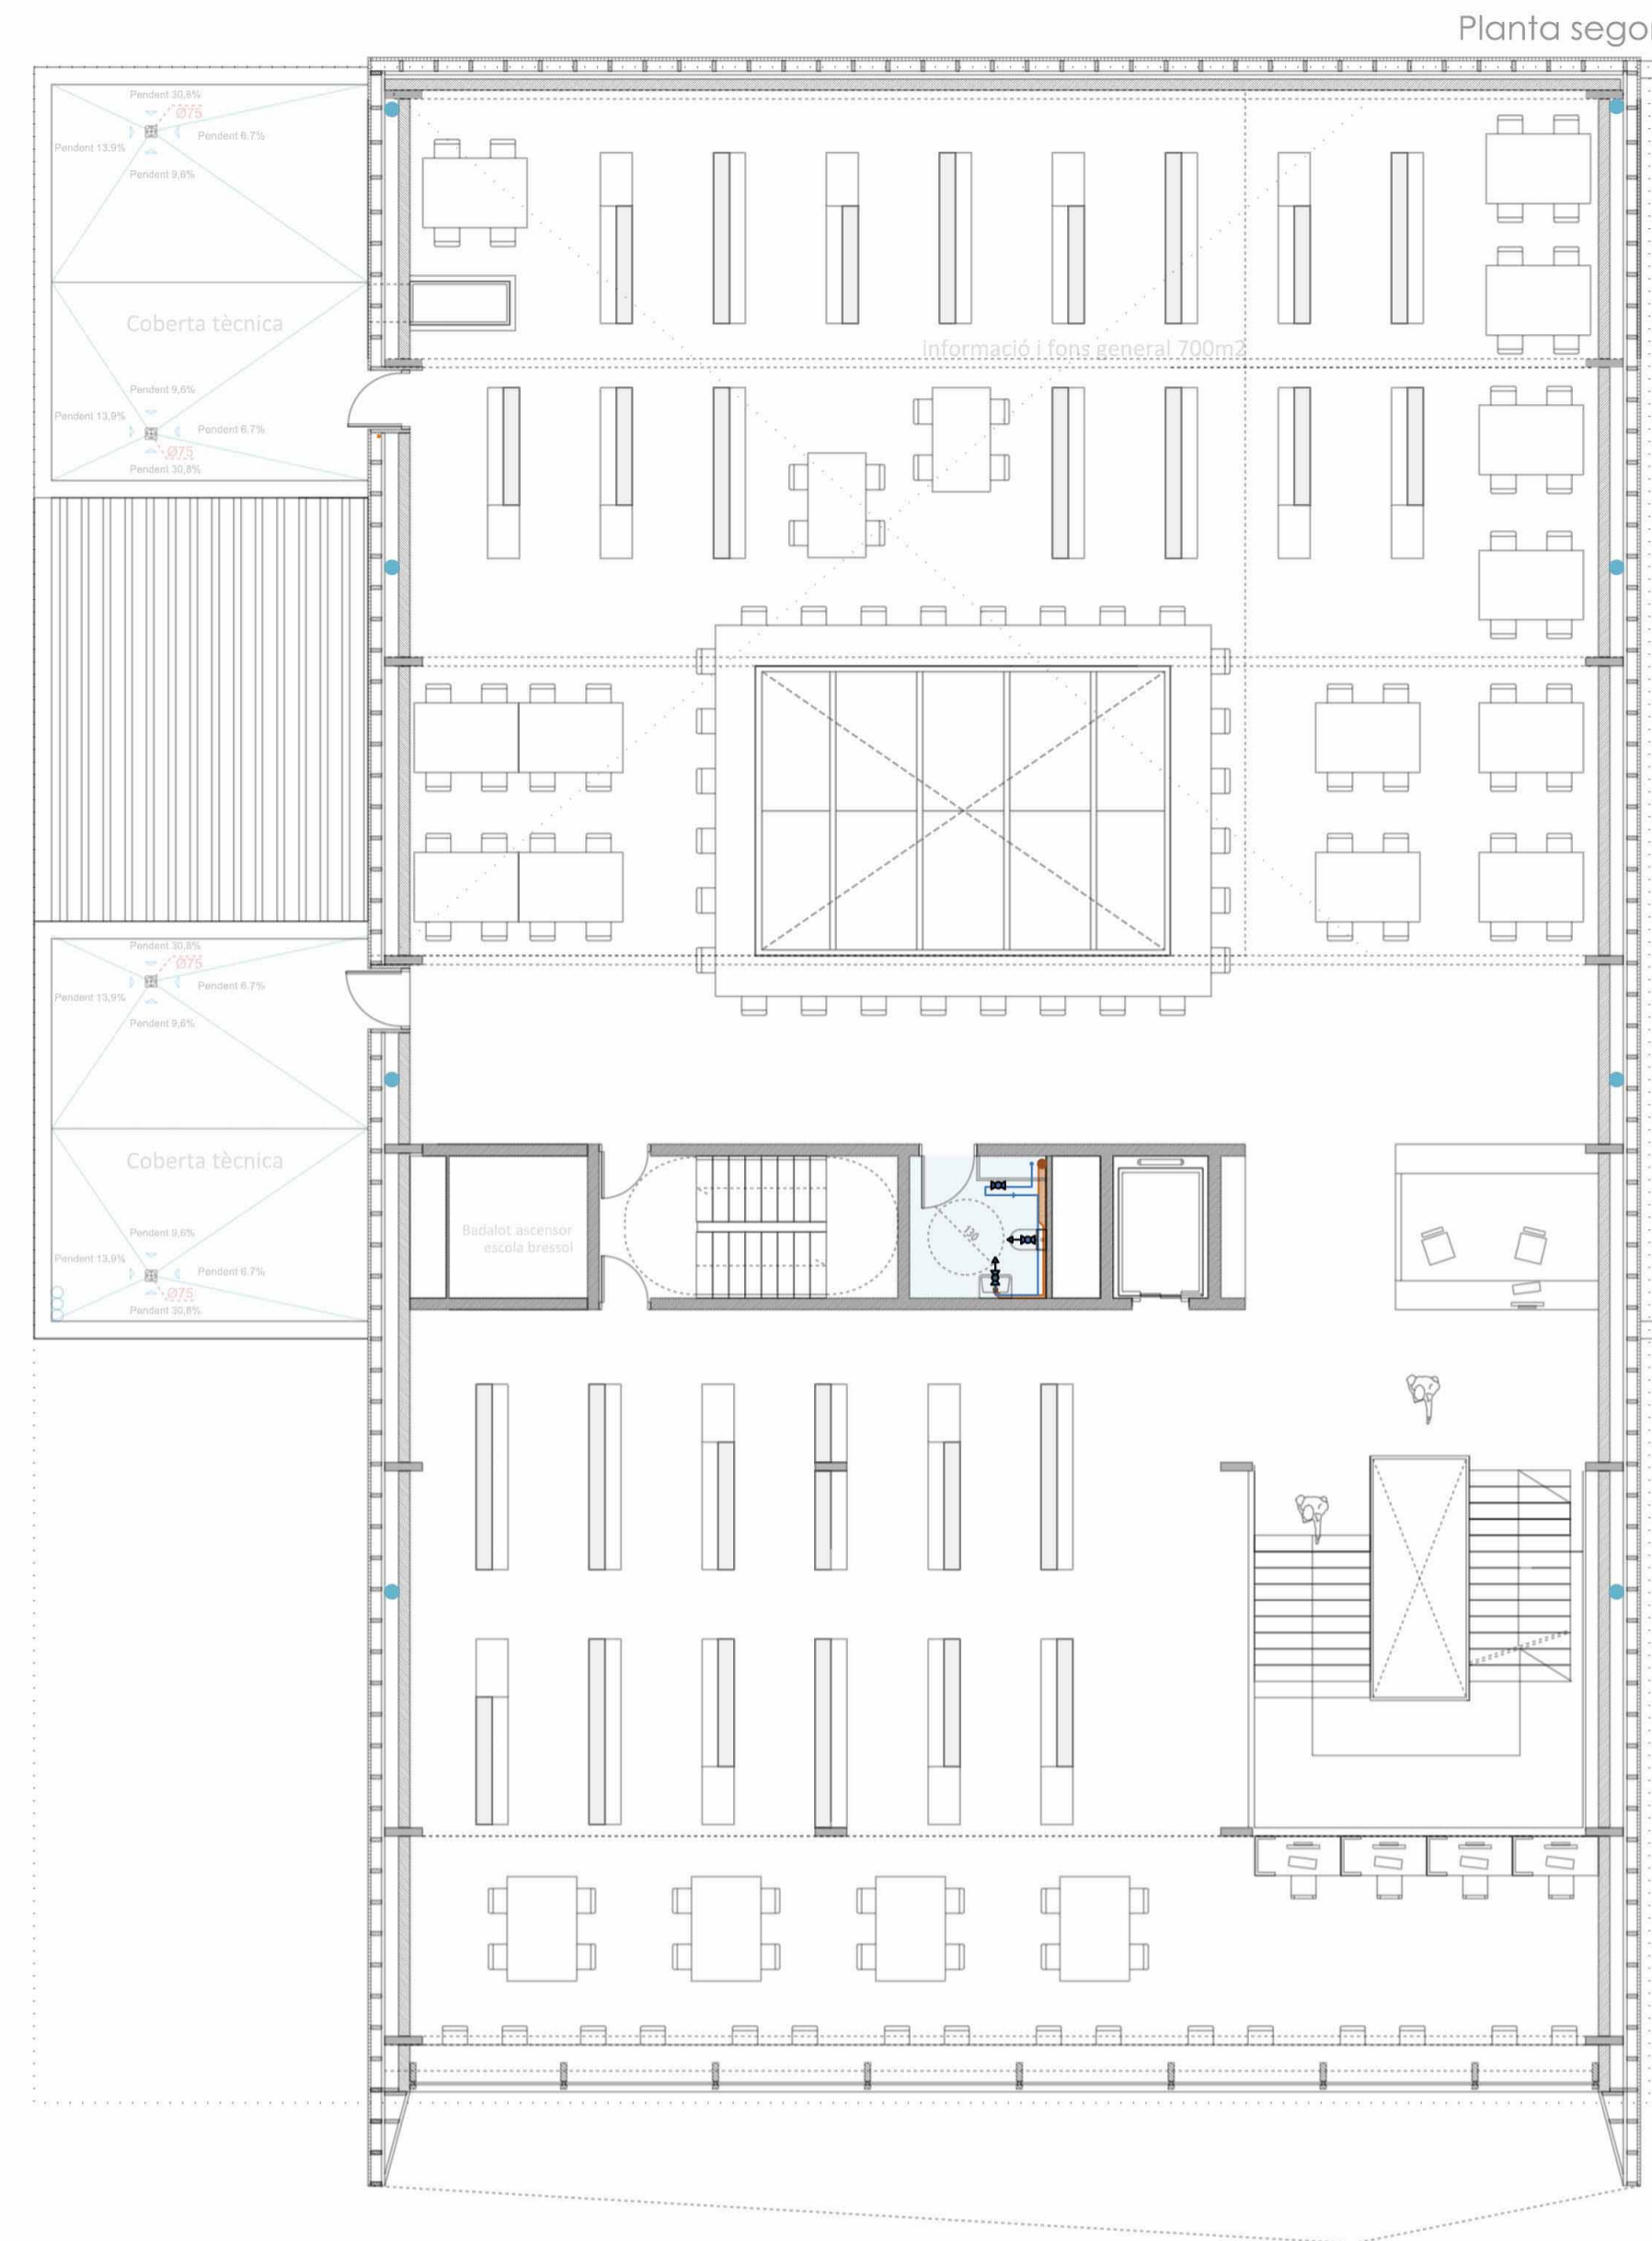 Planta sego
Pendent 30,8%
Ø75
Pendent 6.7%
Pendent 13.9%
Pendent 9,6%
Coberta tècnica
informació i fons general 700m2
Pendent 9,6%
Pendent 13,9%
Pendent 6.7%
Ø75
Pendent 30,8%
Pendent 30,8%
Ø75
Pendent 6.7%
Pendent 13,9%
Pendent 9,6%
Coberta tècnica
Badalot ascensor
escola bressol
130
Pendent 9,6%
Pendent 13,9%
Pendent 6.7%
Ø75
Pendent 30,8%